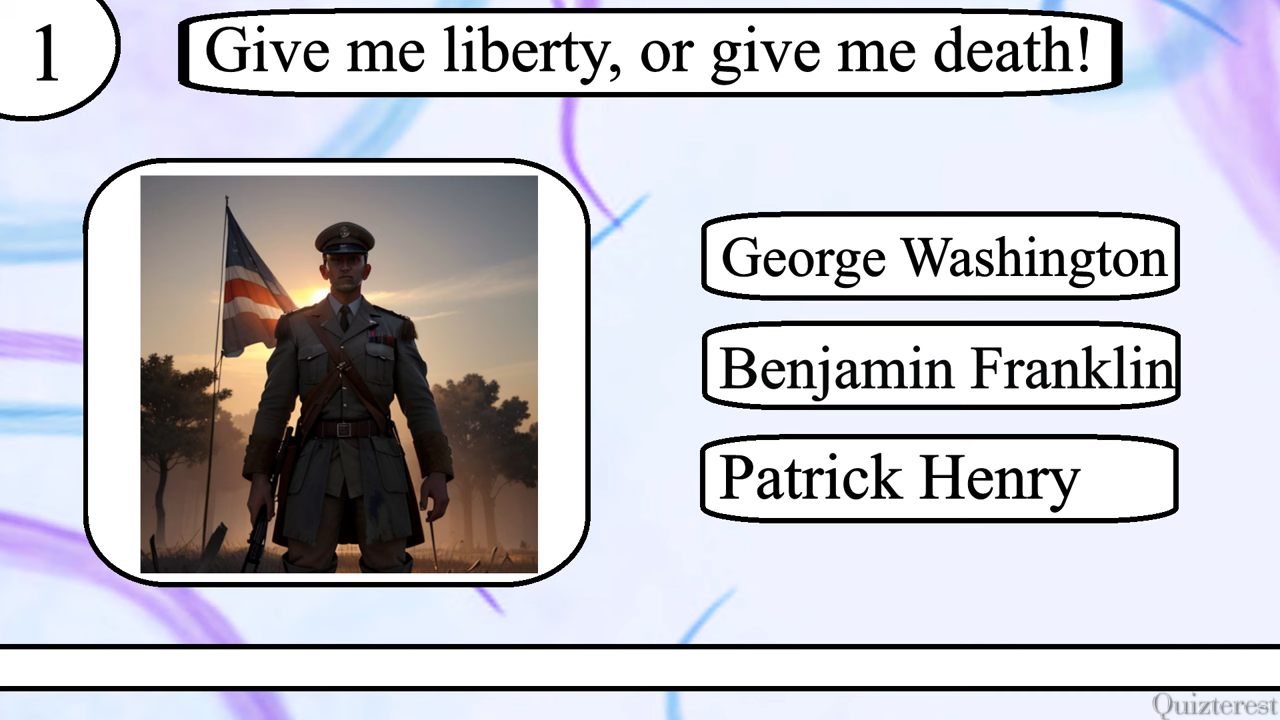 1
Give me liberty, or give me death!
George Washington
Benjamin Franklin
Patrick Henry
Quizterest